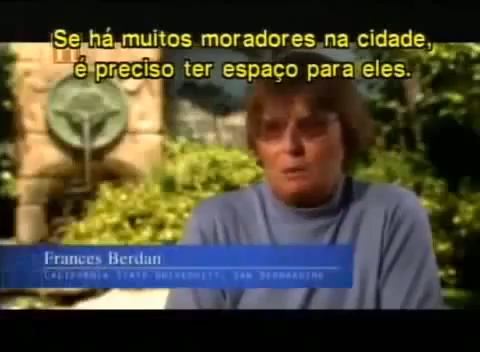 Se há muitos moradores na cidade,
é preciso ter espaço para eles.
Frances Berdan
CALIFORNIA STATE UNIVERSITY, SAN BERNARDINO